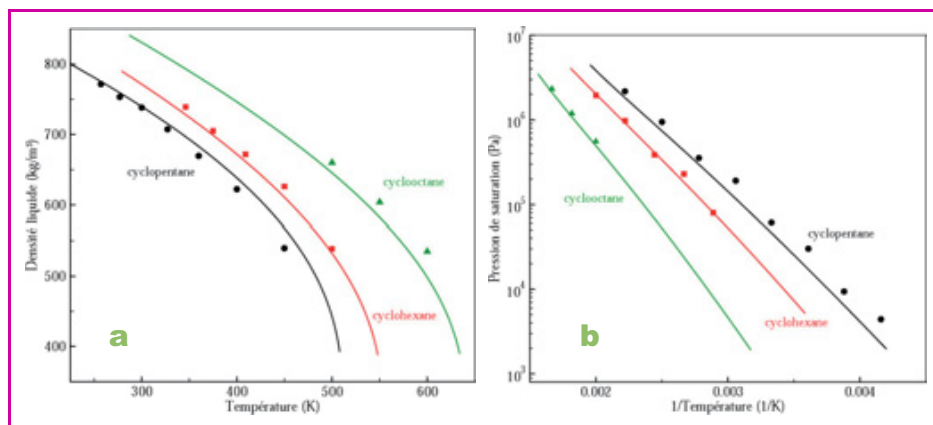 800
700
600
500
400
300
400
500
600
Densité liquide (kg/m³)
Température (K)
cyclopentane
cyclooctane
cyclohexane
a
10⁷
10⁶
10⁵
10⁴
10³
0.002
0.003
0.004
Pression de saturation (Pa)
1/Température (1/K)
cyclooctane
cyclopentane
cyclohexane
b